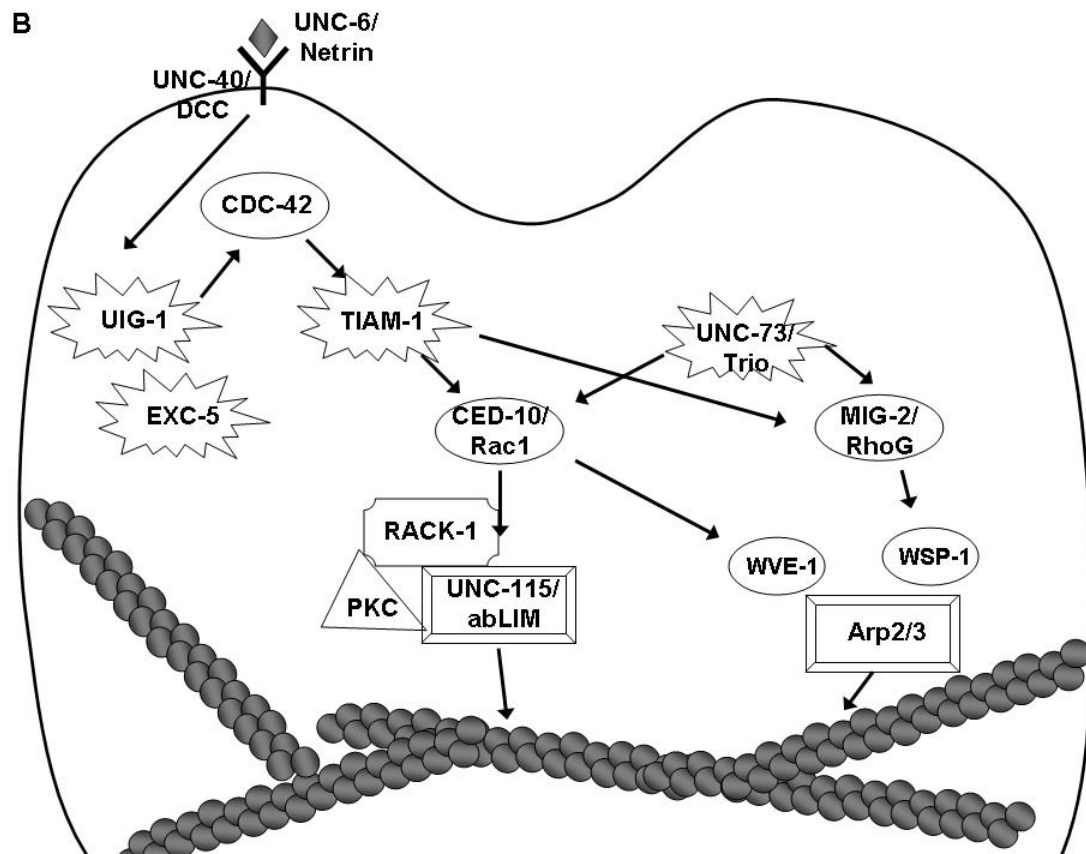 B
UNC-6/
Netrin
UNC-40/
DCC
CDC-42
UIG-1
TIAM-1
UNC-73/
Trio
EXC-5
CED-10/
Rac1
MIG-2/
RhoG
RACK-1
WVE-1
WSP-1
PKC
UNC-115/
abLIM
Arp2/3